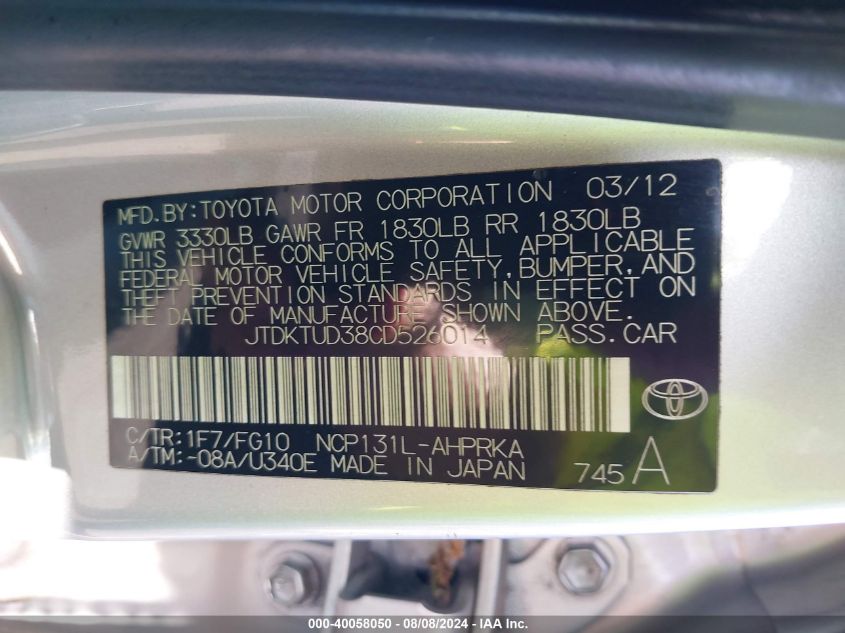 MFD. BY: TOYOTA MOTOR CORPORATION 03/12
GVWR 3330LB GAWR FR 1830LB RR 1830LB
THIS VEHICLE CONFORMS TO ALL APPLICABLE
FEDERAL MOTOR VEHICLE SAFETY, BUMPER, AND
THEFT PREVENTION STANDARDS IN EFFECT ON
THE DATE OF MANUFACTURE SHOWN ABOVE.
JTDKTUD38CD526014 PASS. CAR
C/TR: 1F7/FG10 NCP131L-AHPRKA
A/TM: -08A/U340E MADE IN JAPAN 745 A
000-40058050 - 08/08/2024 - IAA Inc.